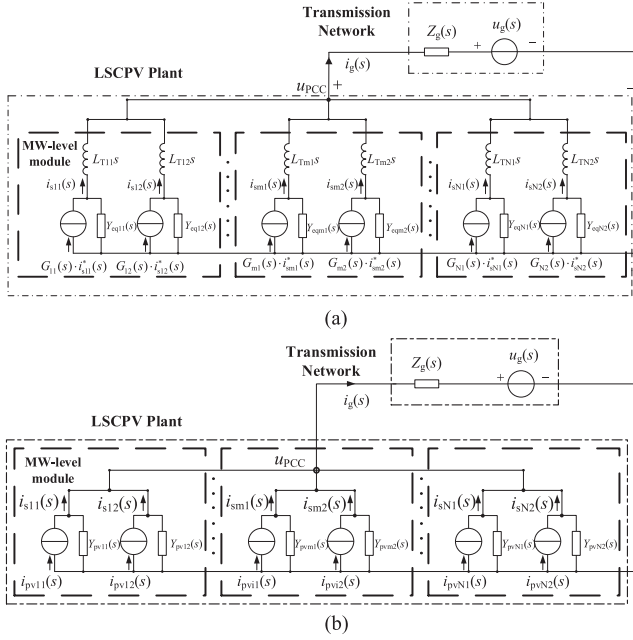 Transmission
Network
Z_g(s)
u_g(s)
+
−
i_g(s)
LSCPV Plant
u_PCC
+
−
MW-level
module
L_T11 s
L_T12 s
L_Tm1 s
L_Tm2 s
L_TN1 s
L_TN2 s
i_s11(s)
i_s12(s)
i_sm1(s)
i_sm2(s)
i_sN1(s)
i_sN2(s)
Y_eq11(s)
Y_eq12(s)
Y_eqm1(s)
Y_eqm2(s)
Y_eqN1(s)
Y_eqN2(s)
G_11(s)·i*_s11(s)
G_12(s)·i*_s12(s)
G_m1(s)·i*_sm1(s)
G_m2(s)·i*_sm2(s)
G_N1(s)·i*_sN1(s)
G_N2(s)·i*_sN2(s)
(a)
Transmission
Network
Z_g(s)
u_g(s)
+
−
i_g(s)
LSCPV Plant
u_PCC
MW-level
module
i_s11(s)
i_s12(s)
i_sm1(s)
i_sm2(s)
i_sN1(s)
i_sN2(s)
Y_pv11(s)
Y_pv12(s)
Y_pvm1(s)
Y_pvm2(s)
Y_pvN1(s)
Y_pvN2(s)
i_pv11(s)
i_pv12(s)
i_pvi1(s)
i_pvi2(s)
i_pvN1(s)
i_pvN2(s)
(b)